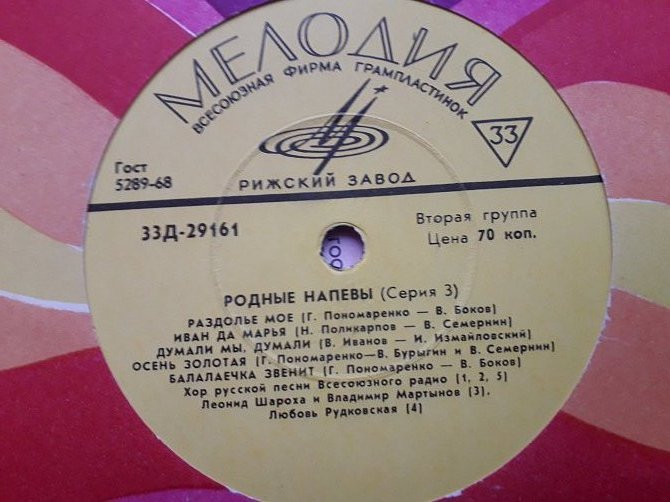 МЕЛОДИЯ
ВСЕСОЮЗНАЯ ФИРМА ГРАМПЛАСТИНОК
33
Гост
5289-68
РИЖСКИЙ ЗАВОД
33Д-29161
Вторая группа
Цена 70 коп.
РОДНЫЕ НАПЕВЫ (Серия 3)
РАЗДОЛЬЕ МОЕ (Г. Пономаренко — В. Боков)
ИВАН ДА МАРЬЯ (Н. Поликарпов — В. Семернин)
ДУМАЛИ МЫ, ДУМАЛИ (В. Иванов — И. Измайловский)
ОСЕНЬ ЗОЛОТАЯ (Г. Пономаренко—В. Бурыгин и В. Семернин)
БАЛАЛАЕЧКА ЗВЕНИТ (Г. Пономаренко — В. Боков)
Хор русской песни Всесоюзного радио (1, 2, 5)
Леонид Шароха и Владимир Мартынов (3),
Любовь Рудковская (4)